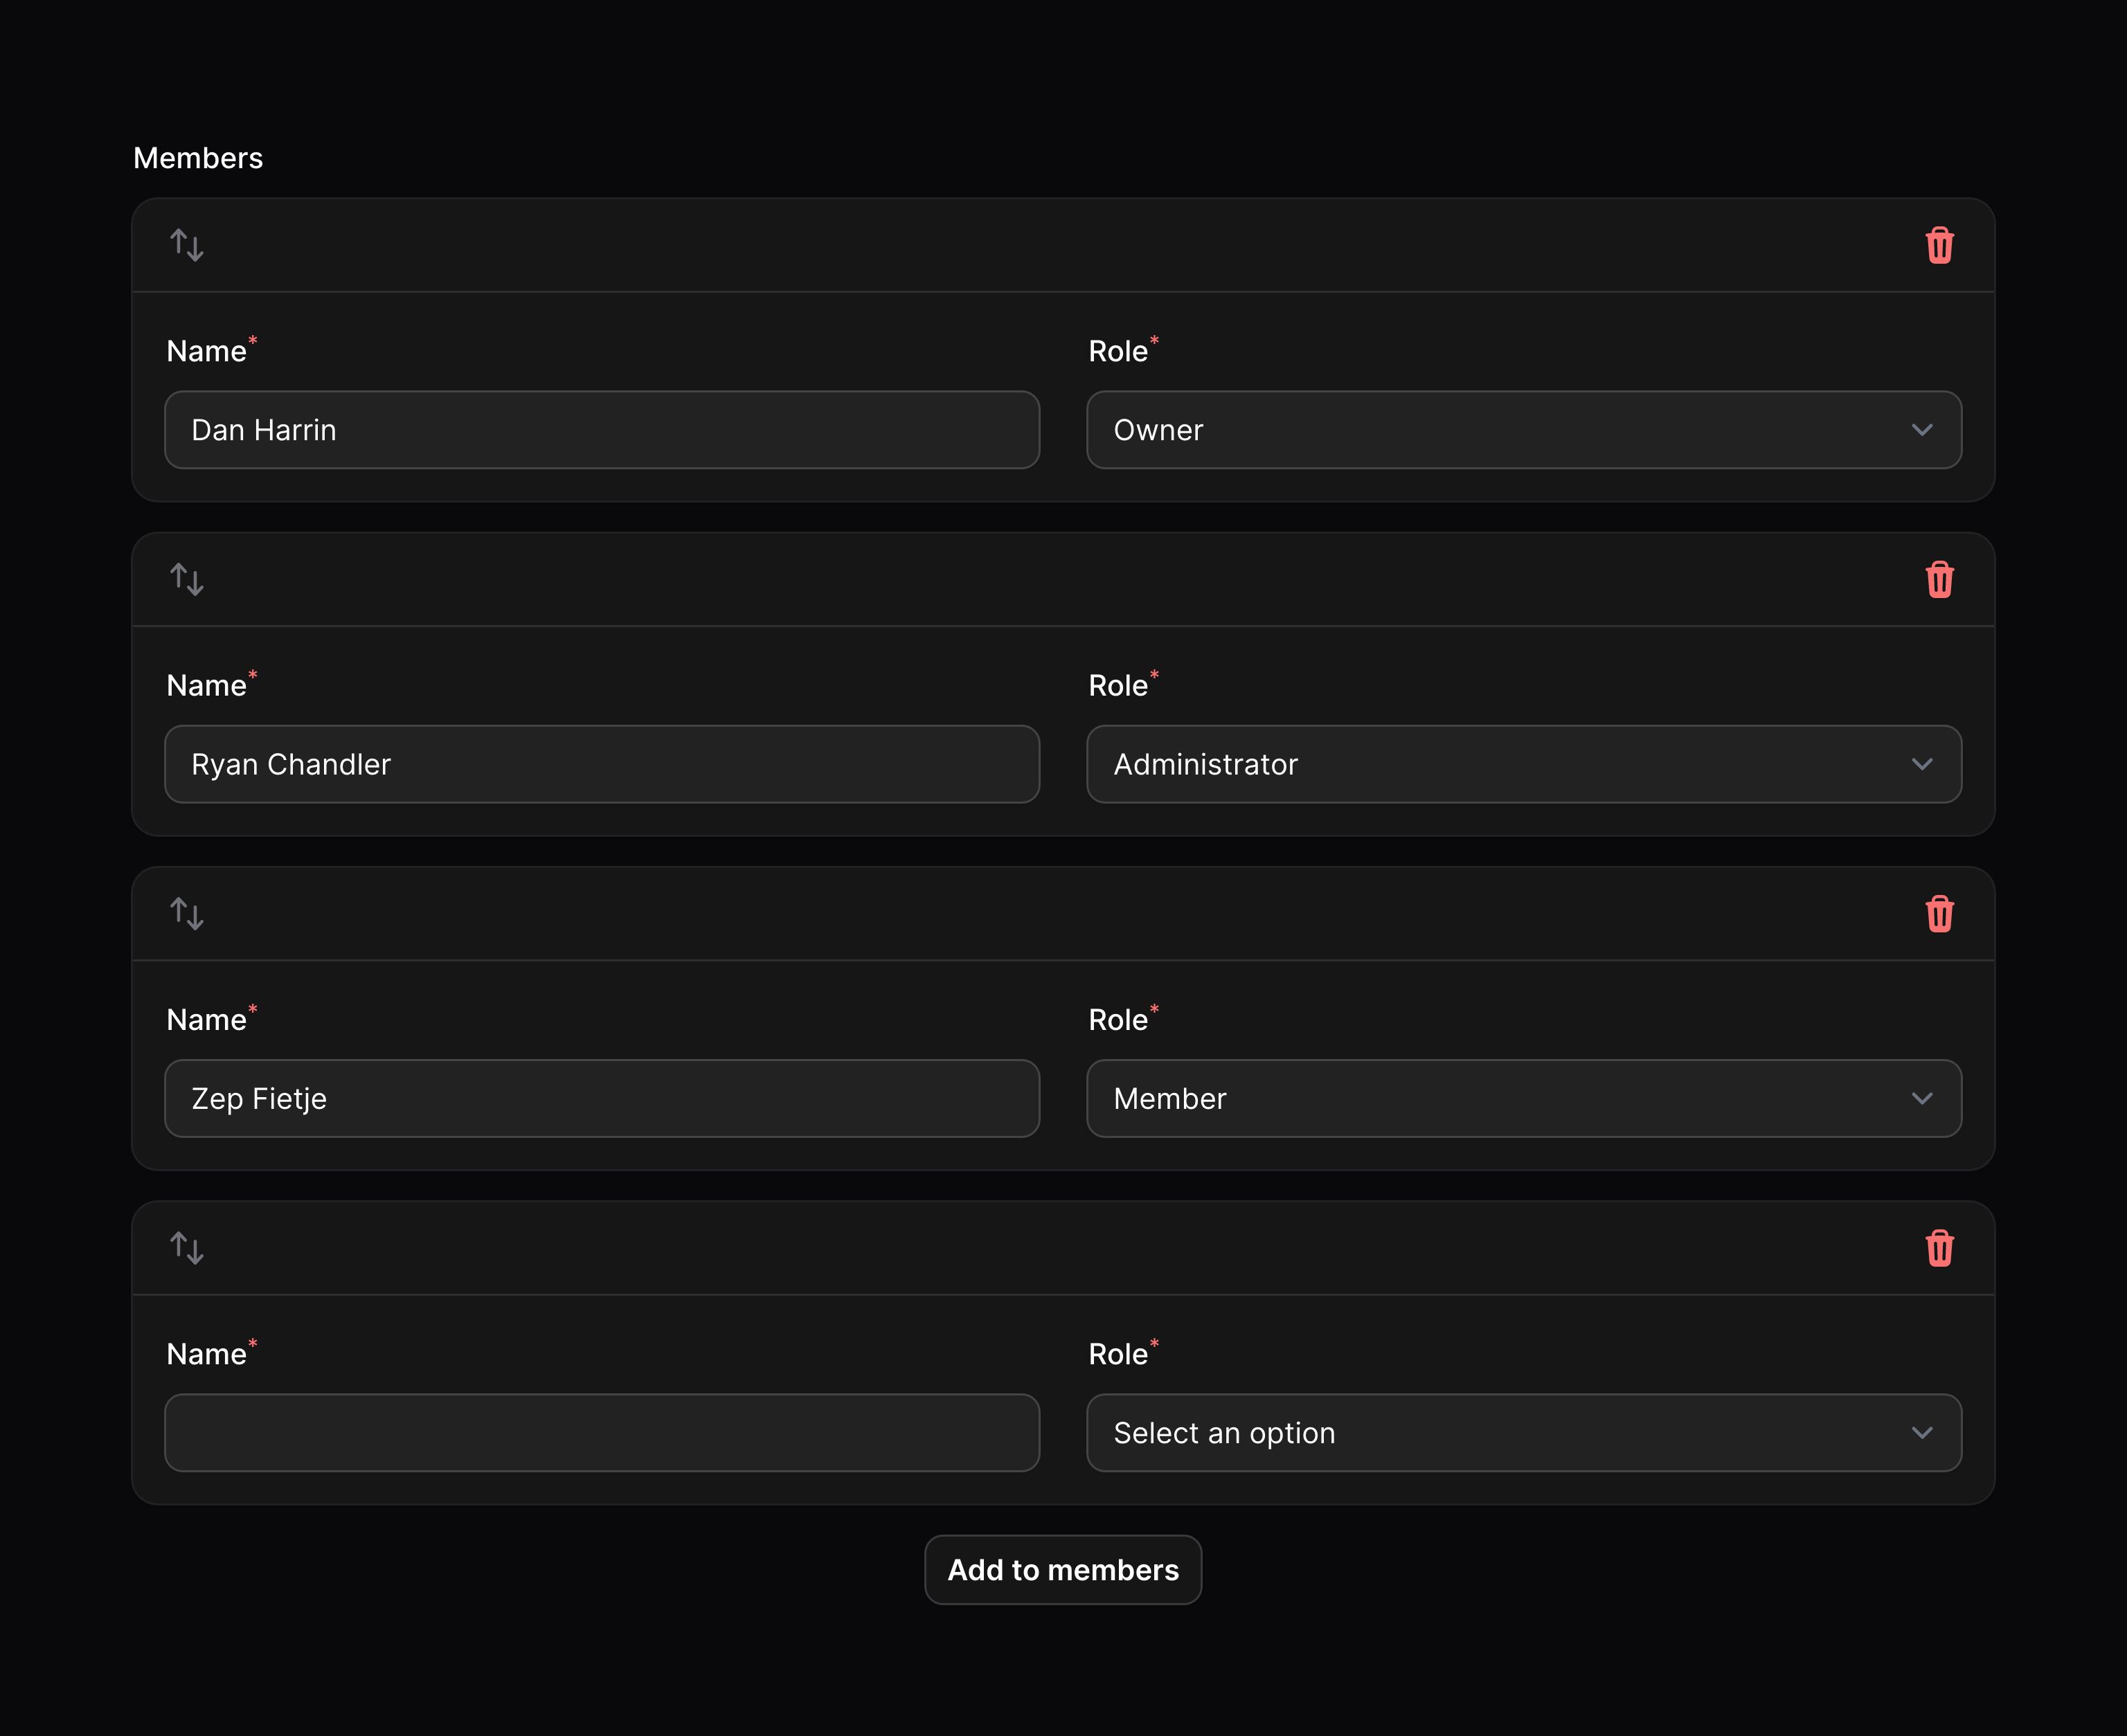 Members
Name* Role*
Dan Harrin Owner
Name* Role*
Ryan Chandler Administrator
Name* Role*
Zep Fietje Member
Name* Role*
Select an option
Add to members